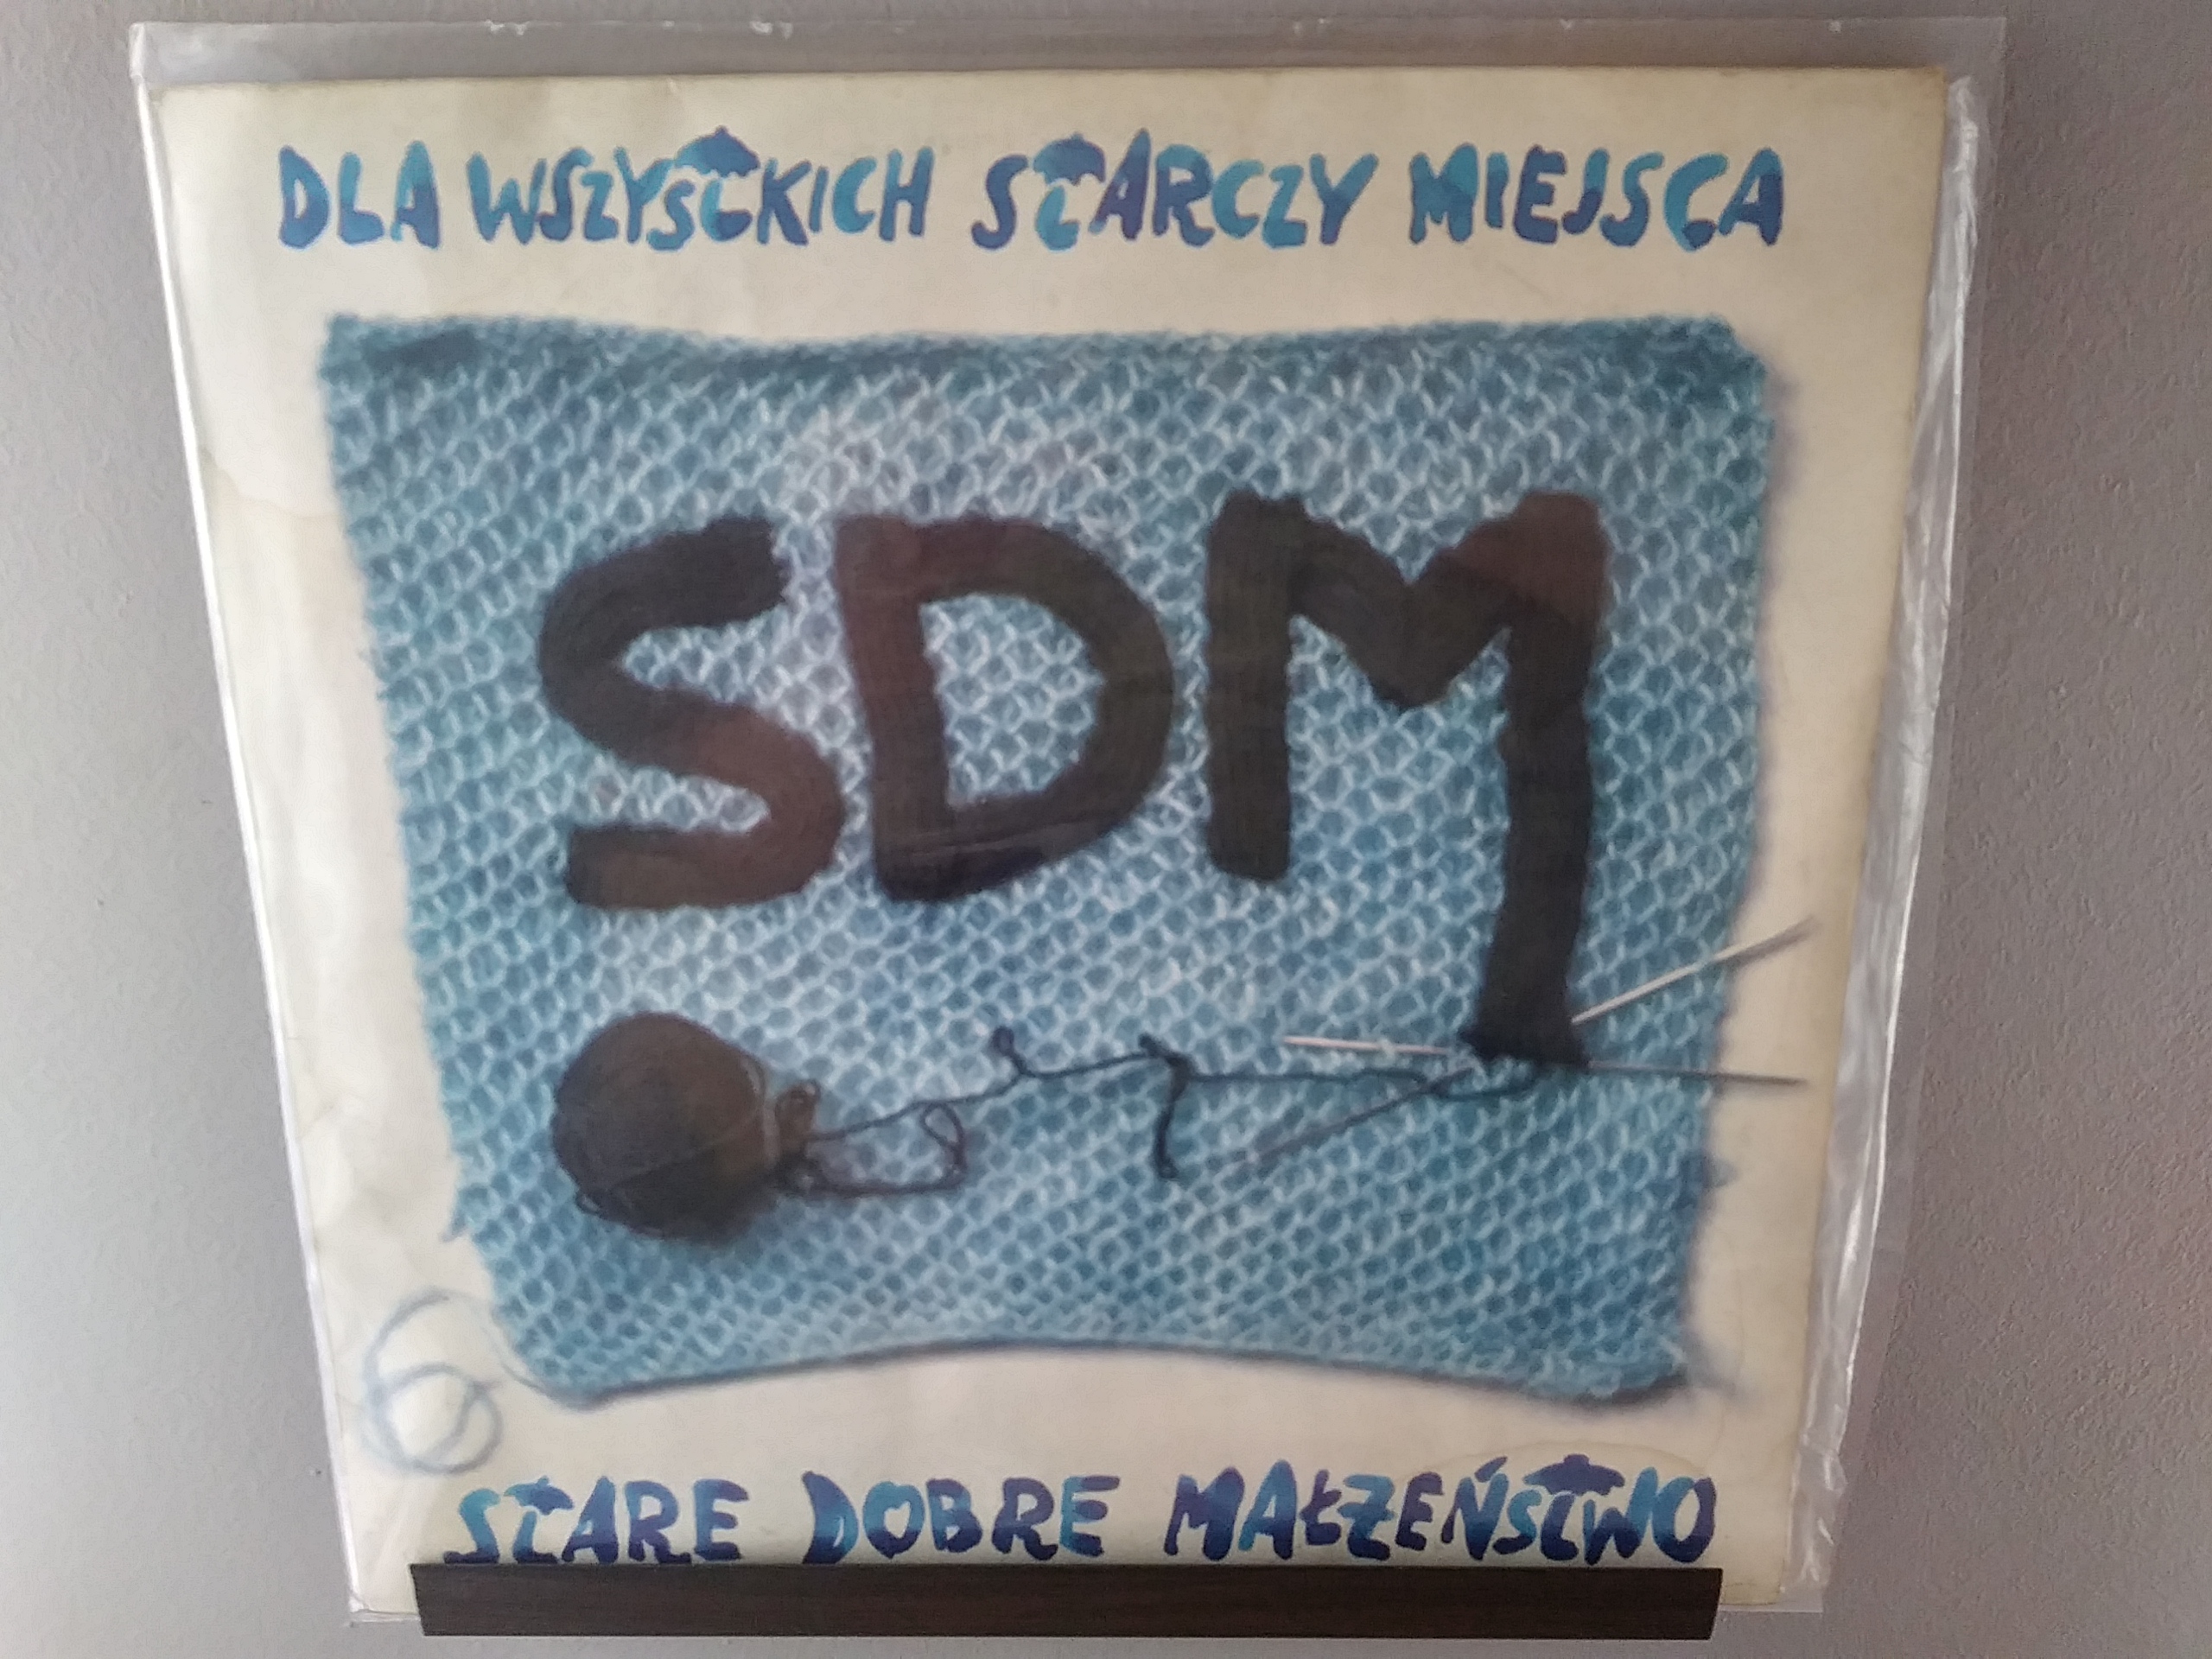 DLA WSZYSTKICH STARCZY MIEJSCA
SDM
STARE DOBRE MAŁŻEŃSTWO